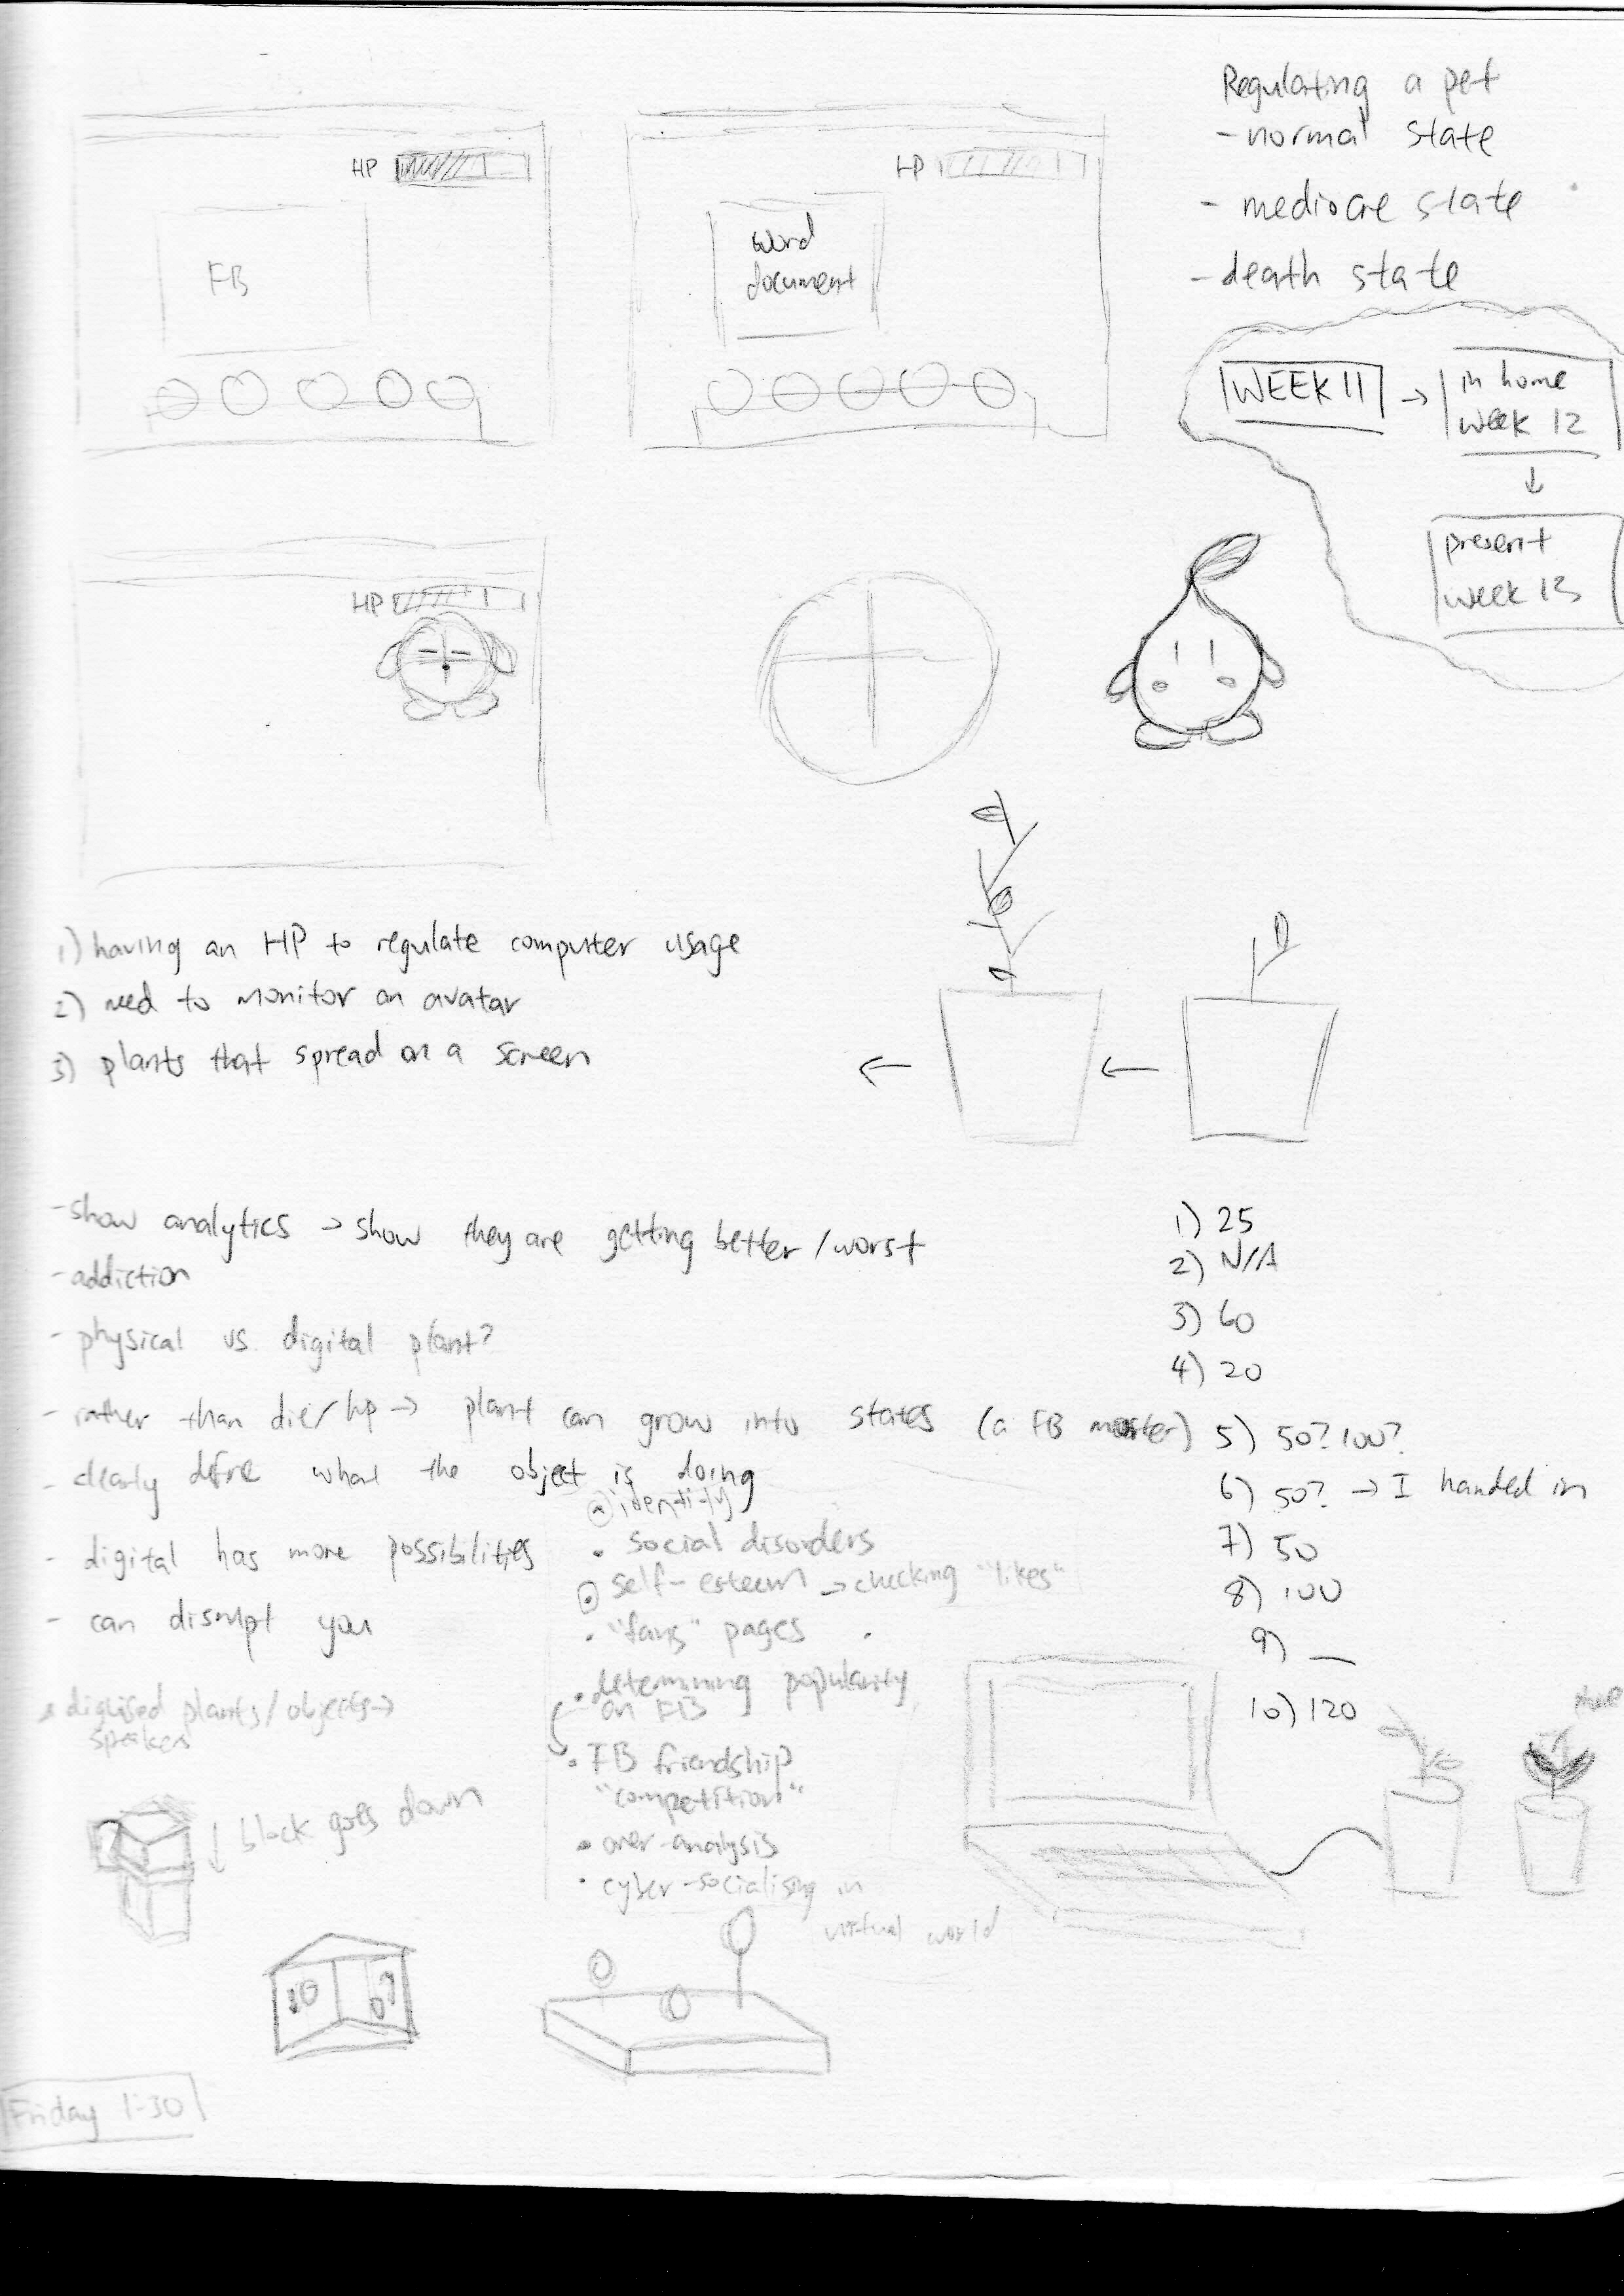 HP
FB
HP
word
document
Regulating a pet
- normal state
- mediocre state
- death state
WEEK 11 → in home
week 12
↓
present
week 13
HP
1) having an HP to regulate computer usage
2) need to monitor an avatar
3) plants that spread on a screen
- show analytics → show they are getting better/worst
- addiction
- physical vs digital plant?
- rather than die/hp → plant can grow into states (a FB monster)
- clearly define what the object is doing
- digital has more possibilities
- can disrupt you
digitised plants/objects →
speakers
↓ block goes down
identity
• social disorders
self-esteem → checking "likes"
• "fans" pages
• determining popularity
on FB
• FB friendship
"competition"
• over-analysis
• cyber-socialising in
virtual world
1) 25
2) N/A
3) 60
4) 20
5) 50? 100?
6) 50? → I handed in
7) 50
8) 100
9) __
10) 120
Friday 1:30